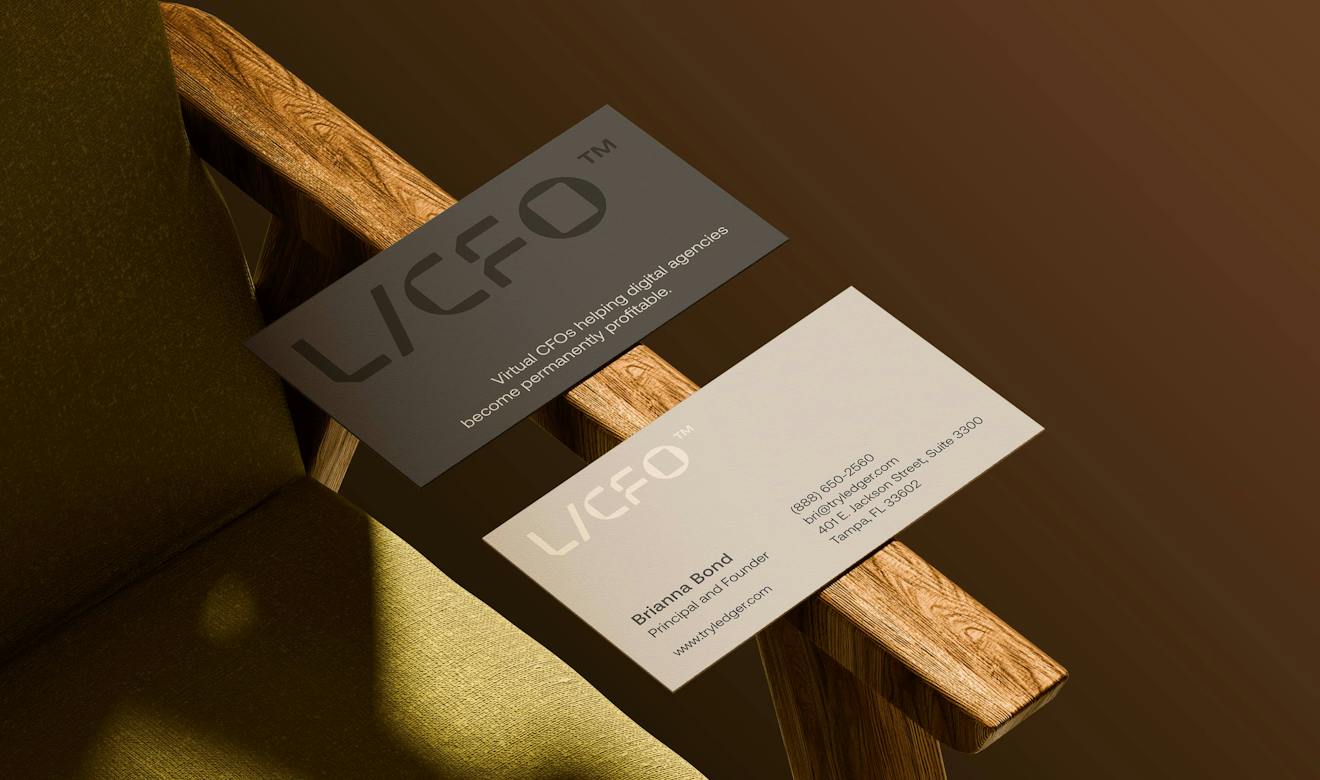 L/CFO™
Virtual CFOs helping digital agencies
become permanently profitable.
L/CFO™
Brianna Bond
Principal and Founder
www.tryledger.com
(888) 650-2560
bri@tryledger.com
401 E. Jackson Street, Suite 3300
Tampa, FL 33602